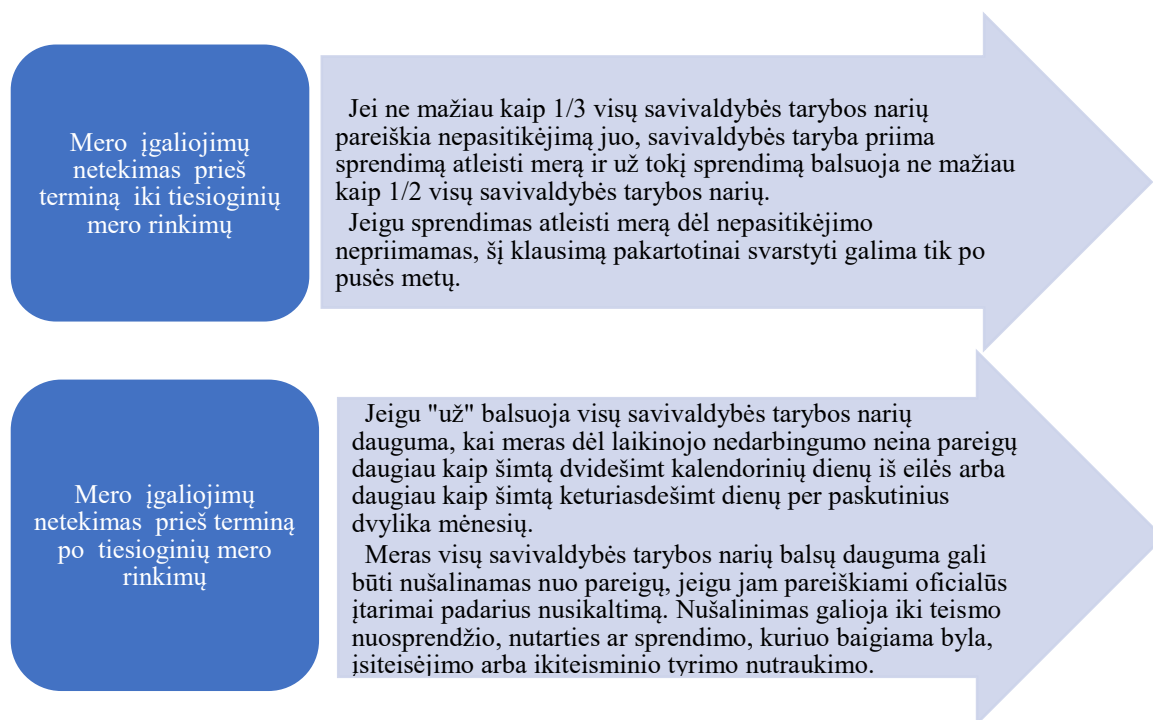 Mero įgaliojimų
netekimas prieš
terminą iki tiesioginių
mero rinkimų
Jei ne mažiau kaip 1/3 visų savivaldybės tarybos narių
pareiškia nepasitikėjimą juo, savivaldybės taryba priima
sprendimą atleisti merą ir už tokį sprendimą balsuoja ne mažiau
kaip 1/2 visų savivaldybės tarybos narių.
Jeigu sprendimas atleisti merą dėl nepasitikėjimo
nepriimamas, šį klausimą pakartotinai svarstyti galima tik po
pusės metų.
Mero įgaliojimų
netekimas prieš terminą
po tiesioginių mero
rinkimų
Jeigu "už" balsuoja visų savivaldybės tarybos narių
dauguma, kai meras dėl laikinojo nedarbingumo neina pareigų
daugiau kaip šimtą dvidešimt kalendorinių dienų iš eilės arba
daugiau kaip šimtą keturiasdešimt dienų per paskutinius
dvylika mėnesių.
Meras visų savivaldybės tarybos narių balsų dauguma gali
būti nušalinamas nuo pareigų, jeigu jam pareiškiami oficialūs
įtarimai padarius nusikaltimą. Nušalinimas galioja iki teismo
nuosprendžio, nutarties ar sprendimo, kuriuo baigiama byla,
įsiteisėjimo arba ikiteisminio tyrimo nutraukimo.